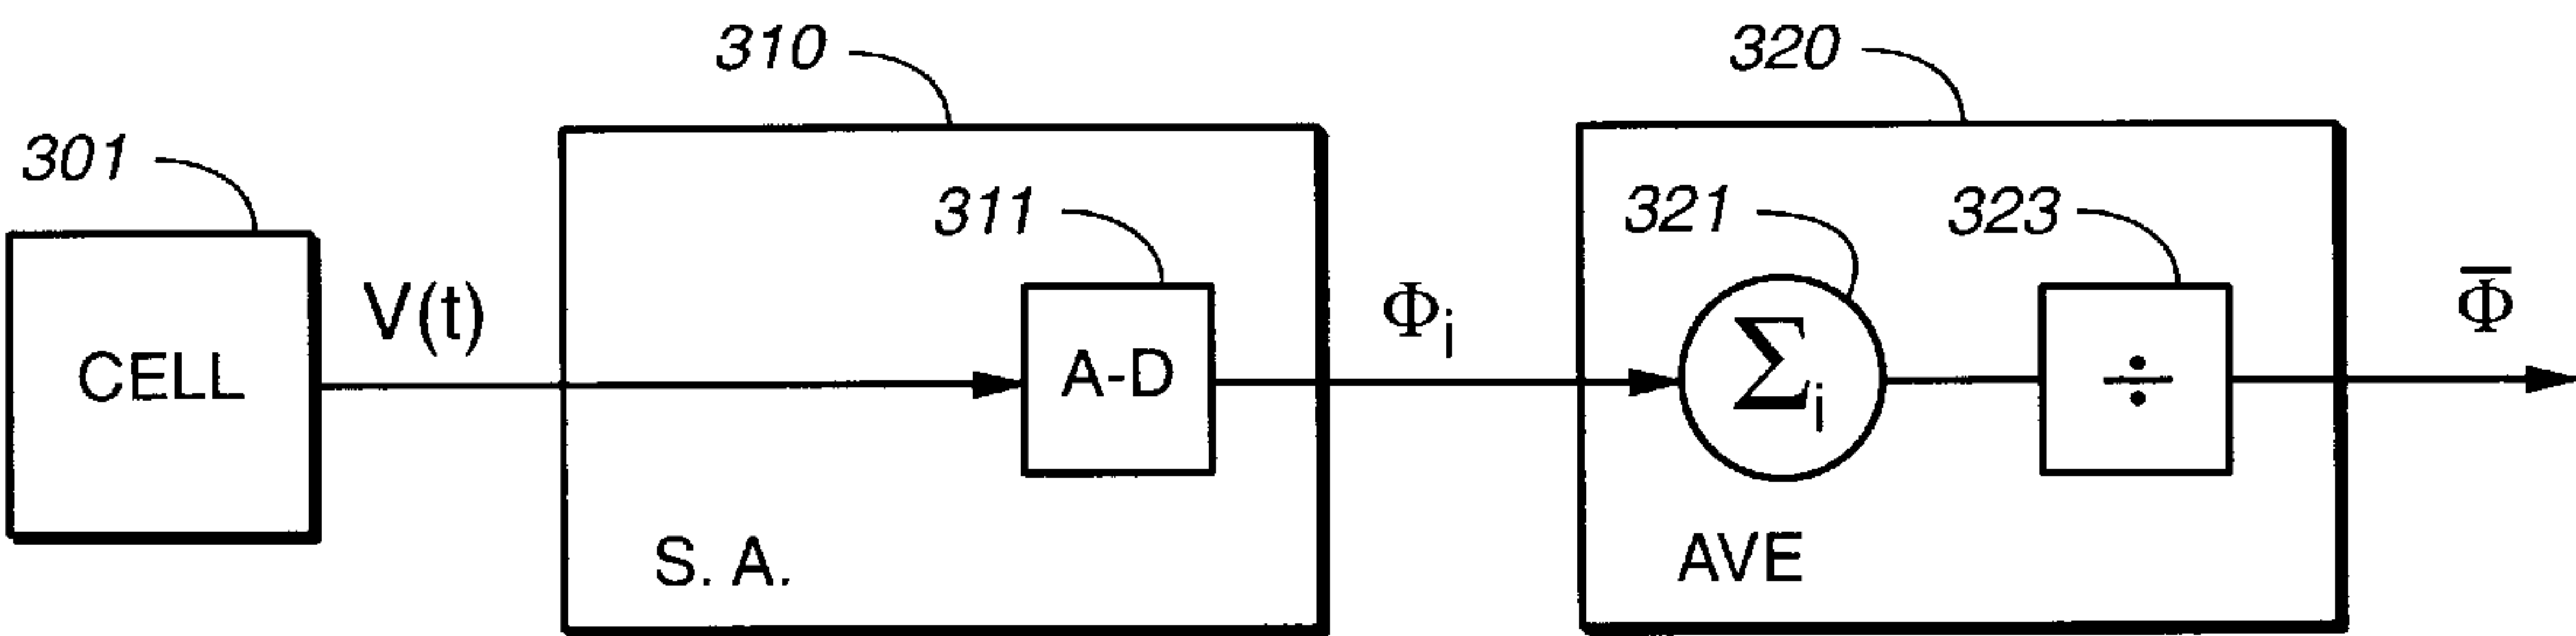 310
320
301
311
321
323
V(t)
Φi
Φ̅
CELL
A-D
Σi
÷
S. A.
AVE